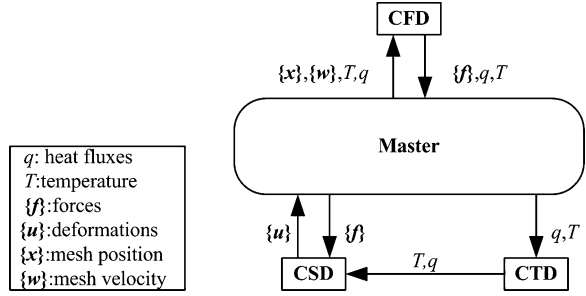 CFD
{x},{w},T,q
{f},q,T
Master
q: heat fluxes
T:temperature
{f}:forces
{u}:deformations
{x}:mesh position
{w}:mesh velocity
{u}
{f}
q,T
CSD
T,q
CTD